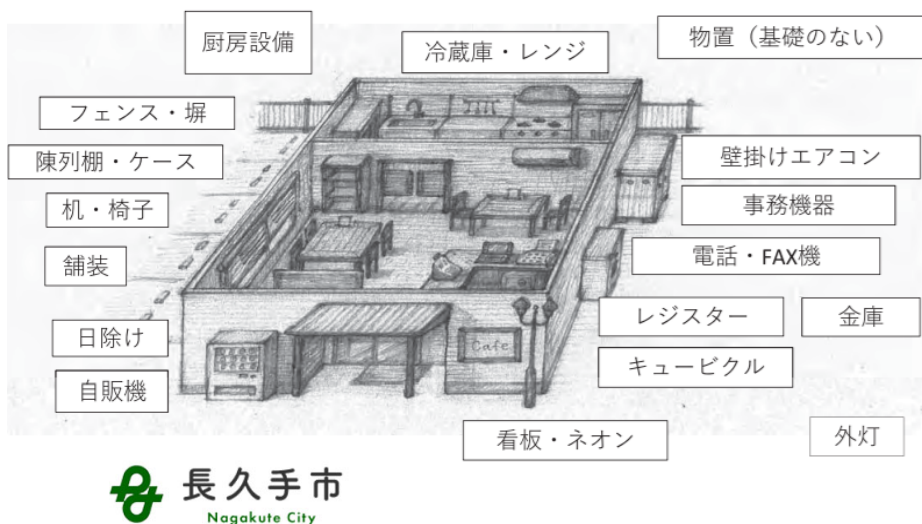 厨房設備
冷蔵庫・レンジ
物置（基礎のない）
フェンス・塀
陳列棚・ケース
壁掛けエアコン
机・椅子
事務機器
舗装
電話・FAX機
日除け
レジスター
金庫
Cafe
キュービクル
自販機
看板・ネオン
外灯
長久手市
Nagakute City